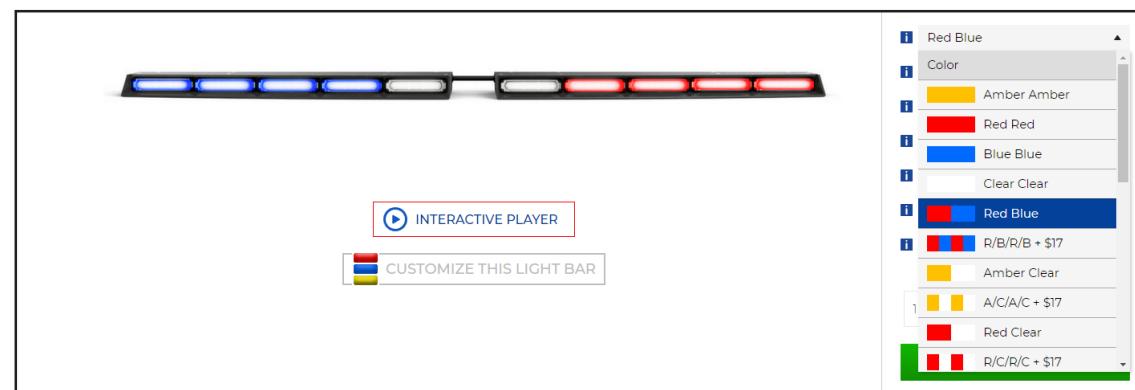 INTERACTIVE PLAYER
CUSTOMIZE THIS LIGHT BAR
i Red Blue
i Color
Amber Amber
i Red Red
i Blue Blue
i Clear Clear
i Red Blue
i R/B/R/B + $17
Amber Clear
A/C/A/C + $17
Red Clear
R/C/R/C + $17